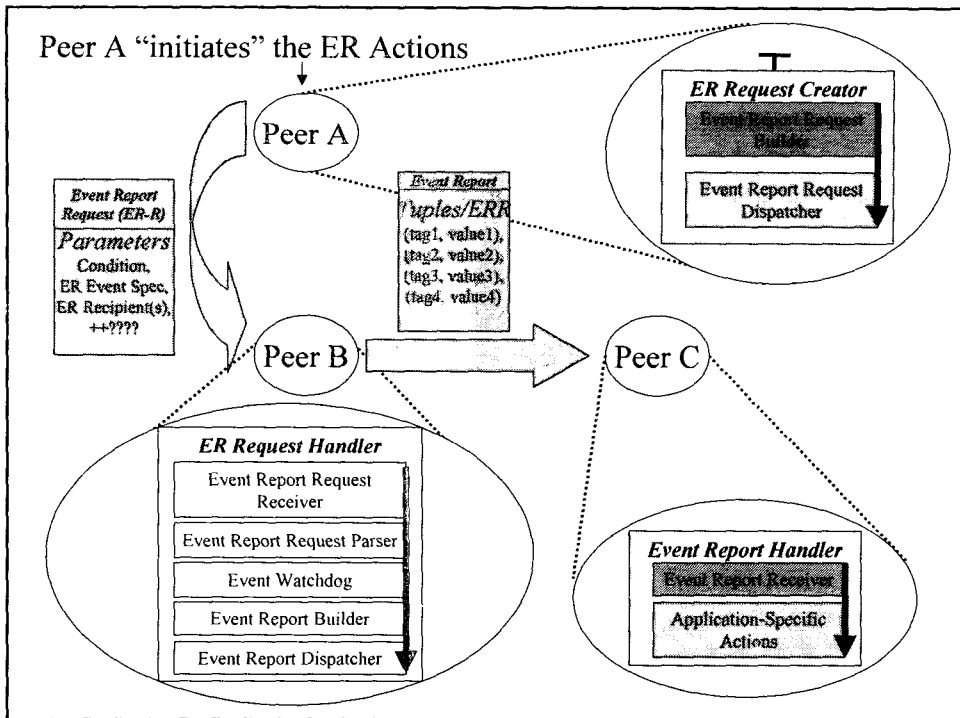 Peer A “initiates” the ER Actions
Peer A
ER Request Creator
Event Report Request
Builder
Event Report Request
Dispatcher
Event Report
Request (ER-R)
Parameters
Condition,
ER Event Spec,
ER Recipient(s),
++????
Event Report
Tuples/ERR
(tag1, value1),
(tag2, value2),
(tag3, value3),
(tag4. value4)
Peer B
Peer C
ER Request Handler
Event Report Request
Receiver
Event Report Request Parser
Event Watchdog
Event Report Builder
Event Report Dispatcher
Event Report Handler
Event Report Receiver
Application-Specific
Actions